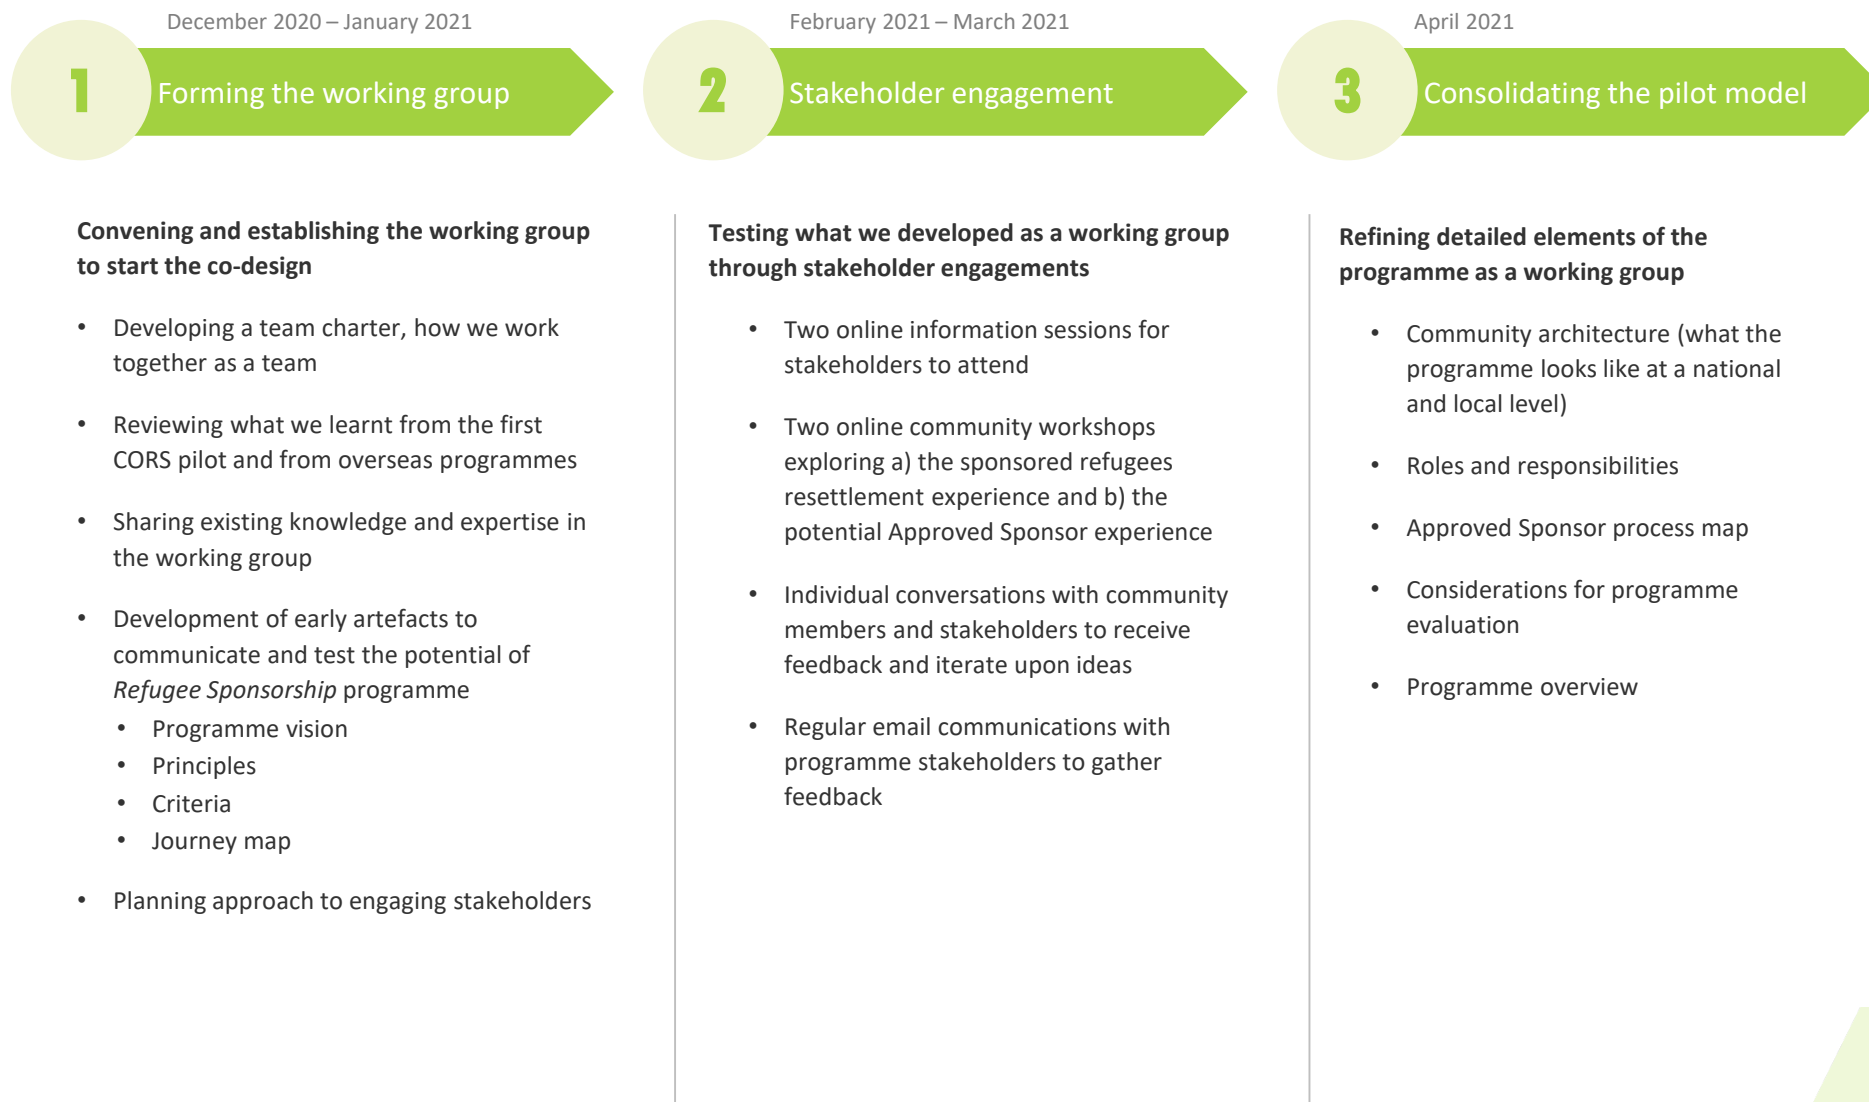 December 2020 – January 2021
1
Forming the working group
Convening and establishing the working group
to start the co-design
• Developing a team charter, how we work
together as a team
• Reviewing what we learnt from the first
CORS pilot and from overseas programmes
• Sharing existing knowledge and expertise in
the working group
• Development of early artefacts to
communicate and test the potential of
Refugee Sponsorship programme
• Programme vision
• Principles
• Criteria
• Journey map
• Planning approach to engaging stakeholders
February 2021 – March 2021
2
Stakeholder engagement
Testing what we developed as a working group
through stakeholder engagements
• Two online information sessions for
stakeholders to attend
• Two online community workshops
exploring a) the sponsored refugees
resettlement experience and b) the
potential Approved Sponsor experience
• Individual conversations with community
members and stakeholders to receive
feedback and iterate upon ideas
• Regular email communications with
programme stakeholders to gather
feedback
April 2021
3
Consolidating the pilot model
Refining detailed elements of the
programme as a working group
• Community architecture (what the
programme looks like at a national
and local level)
• Roles and responsibilities
• Approved Sponsor process map
• Considerations for programme
evaluation
• Programme overview